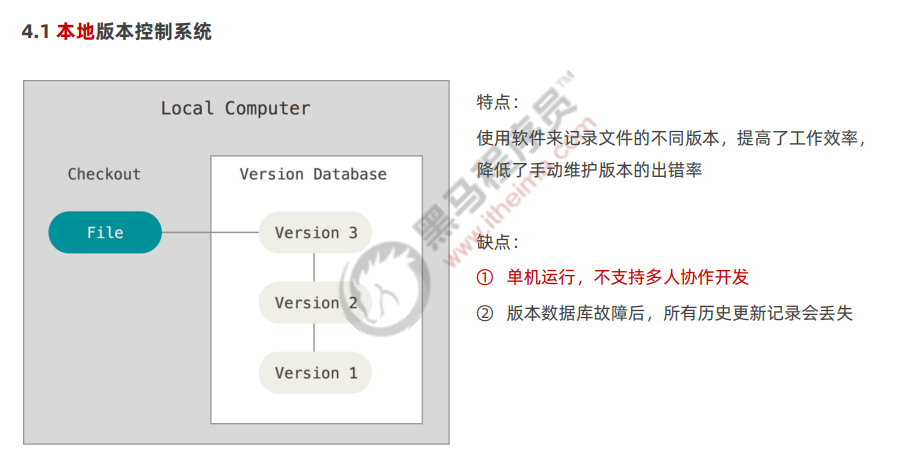 4.1 本地版本控制系统
Local Computer
Checkout
Version Database
File
Version 3
Version 2
Version 1
特点：
使用软件来记录文件的不同版本，提高了工作效率，
降低了手动维护版本的出错率
缺点：
① 单机运行，不支持多人协作开发
② 版本数据库故障后，所有历史更新记录会丢失
黑马程序员™
www.itheima.com